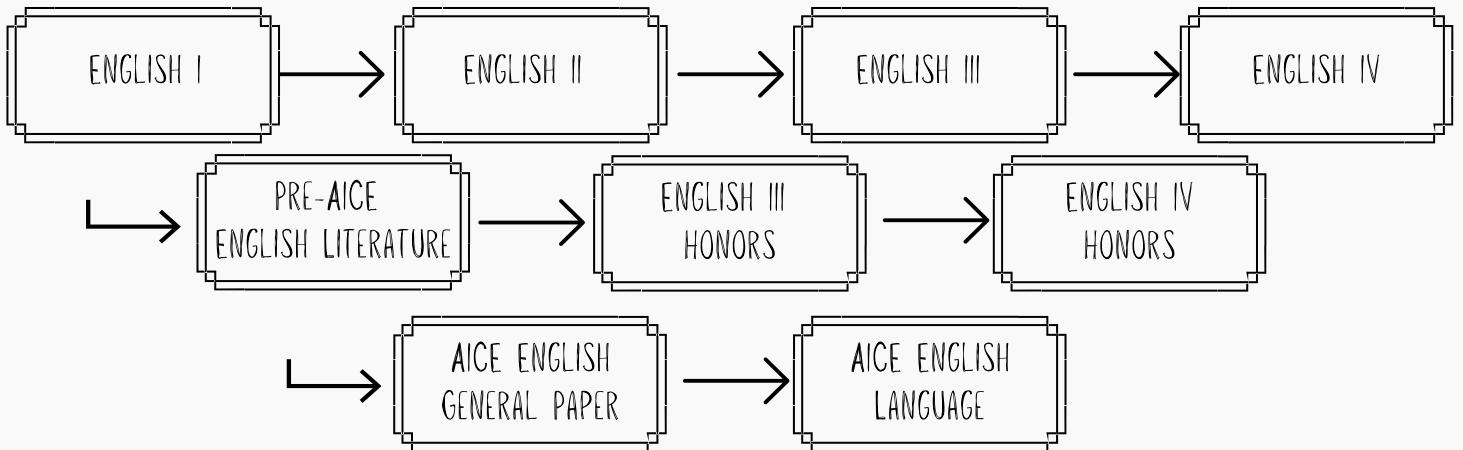 ENGLISH I
ENGLISH II
ENGLISH III
ENGLISH IV
PRE-AICE
ENGLISH LITERATURE
ENGLISH III
HONORS
ENGLISH IV
HONORS
AICE ENGLISH
GENERAL PAPER
AICE ENGLISH
LANGUAGE